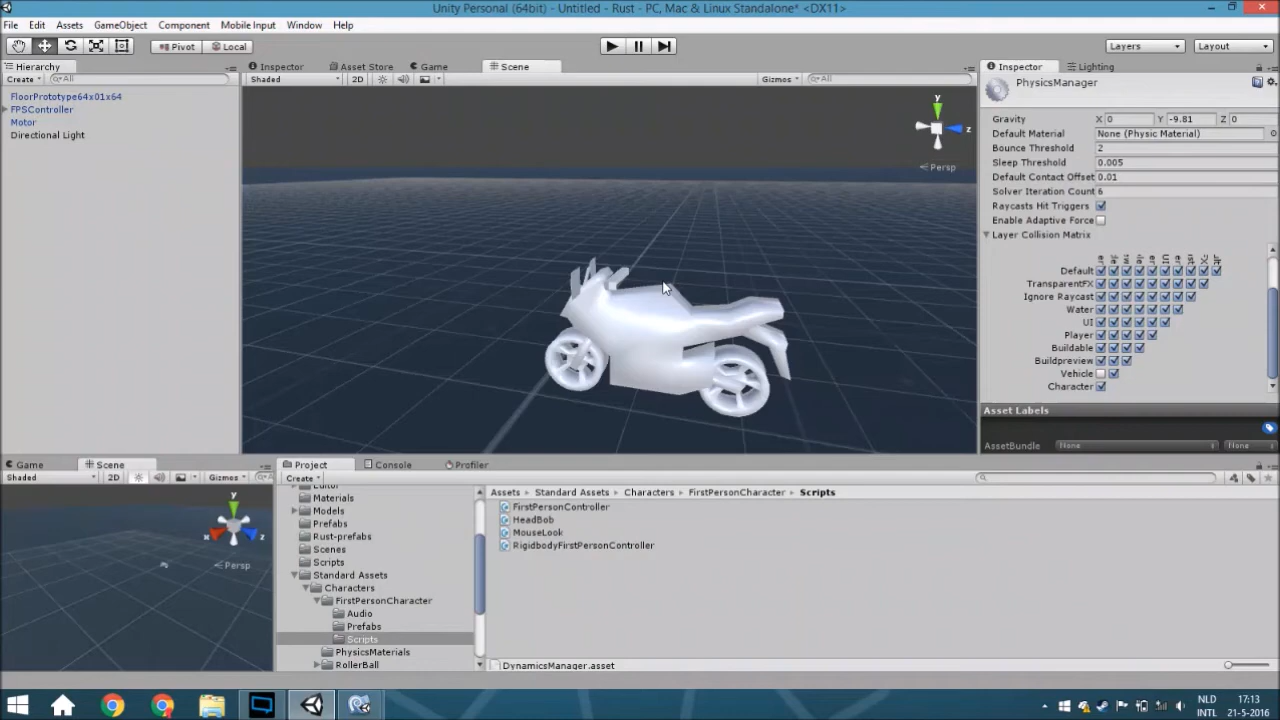 Unity Personal (64bit) - Untitled - Rust - PC, Mac & Linux Standalone* <DX11>
File Edit Assets GameObject Component Mobile Input Window Help
Pivot Local Layers Layout
Hierarchy Inspector Asset Store Game Scene Inspector Lighting
Create All Shaded 2D Gizmos All
PhysicsManager
FloorPrototype64x01x64
FPSController
Motor
Directional Light
y
z
Persp
Gravity X 0 Y -9.81 Z 0
Default Material None (Physic Material)
Bounce Threshold 2
Sleep Threshold 0.005
Default Contact Offset 0.01
Solver Iteration Count 6
Raycasts Hit Triggers
Enable Adaptive Force
Layer Collision Matrix
Default
TransparentFX
Ignore Raycast
Water
UI
Player
Buildable
Buildpreview
Vehicle
Character
Asset Labels
AssetBundle None None
Game Scene Project Console Profiler
Shaded 2D Gizmos Create
y
x z
Persp
Editor
Materials
Models
Prefabs
Rust-prefabs
Scenes
Scripts
Standard Assets
Characters
FirstPersonCharacter
Audio
Prefabs
Scripts
PhysicsMaterials
RollerBall
Assets Standard Assets Characters FirstPersonCharacter Scripts
FirstPersonController
HeadBob
MouseLook
RigidbodyFirstPersonController
DynamicsManager.asset
NLD 17:13
INTL 21-5-2016